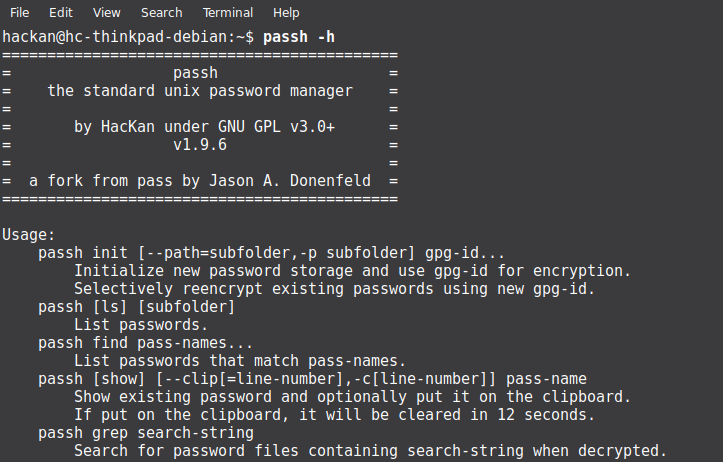 File Edit View Search Terminal Help
hackan@hc-thinkpad-debian:~$ passh -h
============================================
=                  passh                   =
=    the standard unix password manager    =
=                                          =
=       by HacKan under GNU GPL v3.0+      =
=                  v1.9.6                  =
=                                          =
=  a fork from pass by Jason A. Donenfeld  =
============================================

Usage:
    passh init [--path=subfolder,-p subfolder] gpg-id...
        Initialize new password storage and use gpg-id for encryption.
        Selectively reencrypt existing passwords using new gpg-id.
    passh [ls] [subfolder]
        List passwords.
    passh find pass-names...
        List passwords that match pass-names.
    passh [show] [--clip[=line-number],-c[line-number]] pass-name
        Show existing password and optionally put it on the clipboard.
        If put on the clipboard, it will be cleared in 12 seconds.
    passh grep search-string
        Search for password files containing search-string when decrypted.